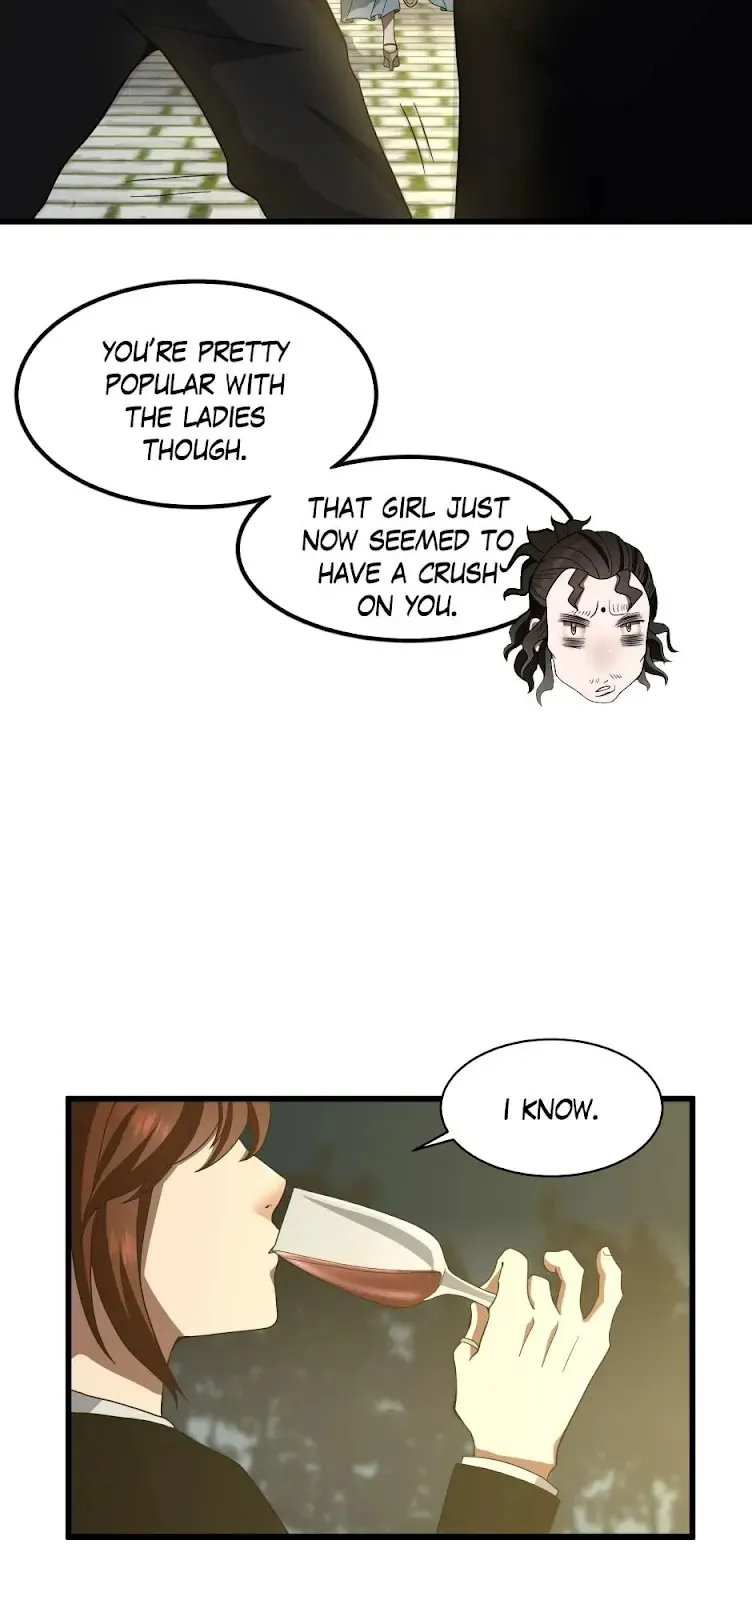 YOU'RE PRETTY
POPULAR WITH
THE LADIES
THOUGH.
THAT GIRL JUST
NOW SEEMED TO
HAVE A CRUSH
ON YOU.
I KNOW.